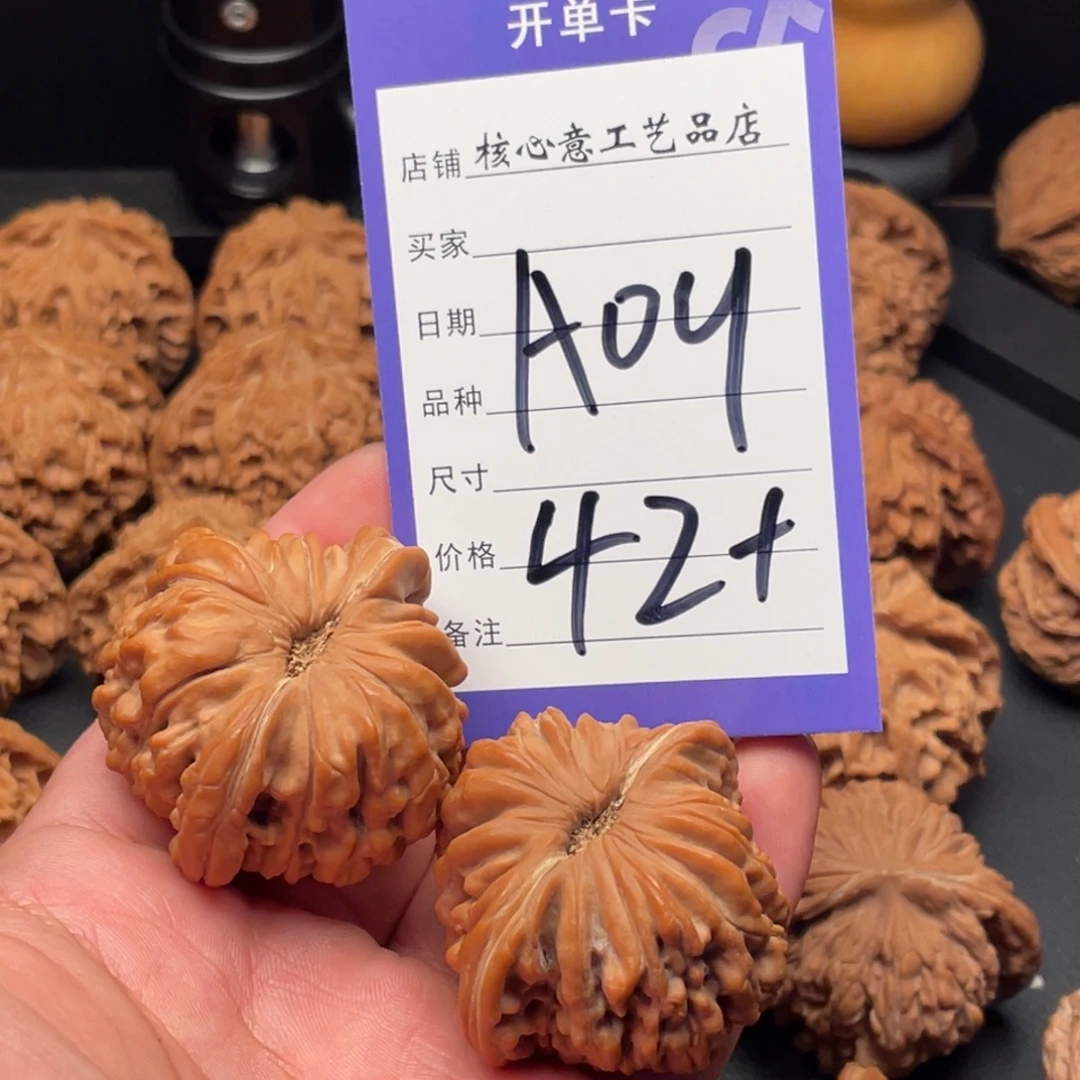 开单卡
店铺 核心意工艺品店
买家
日期
A04
品种
尺寸
价格 42+
备注